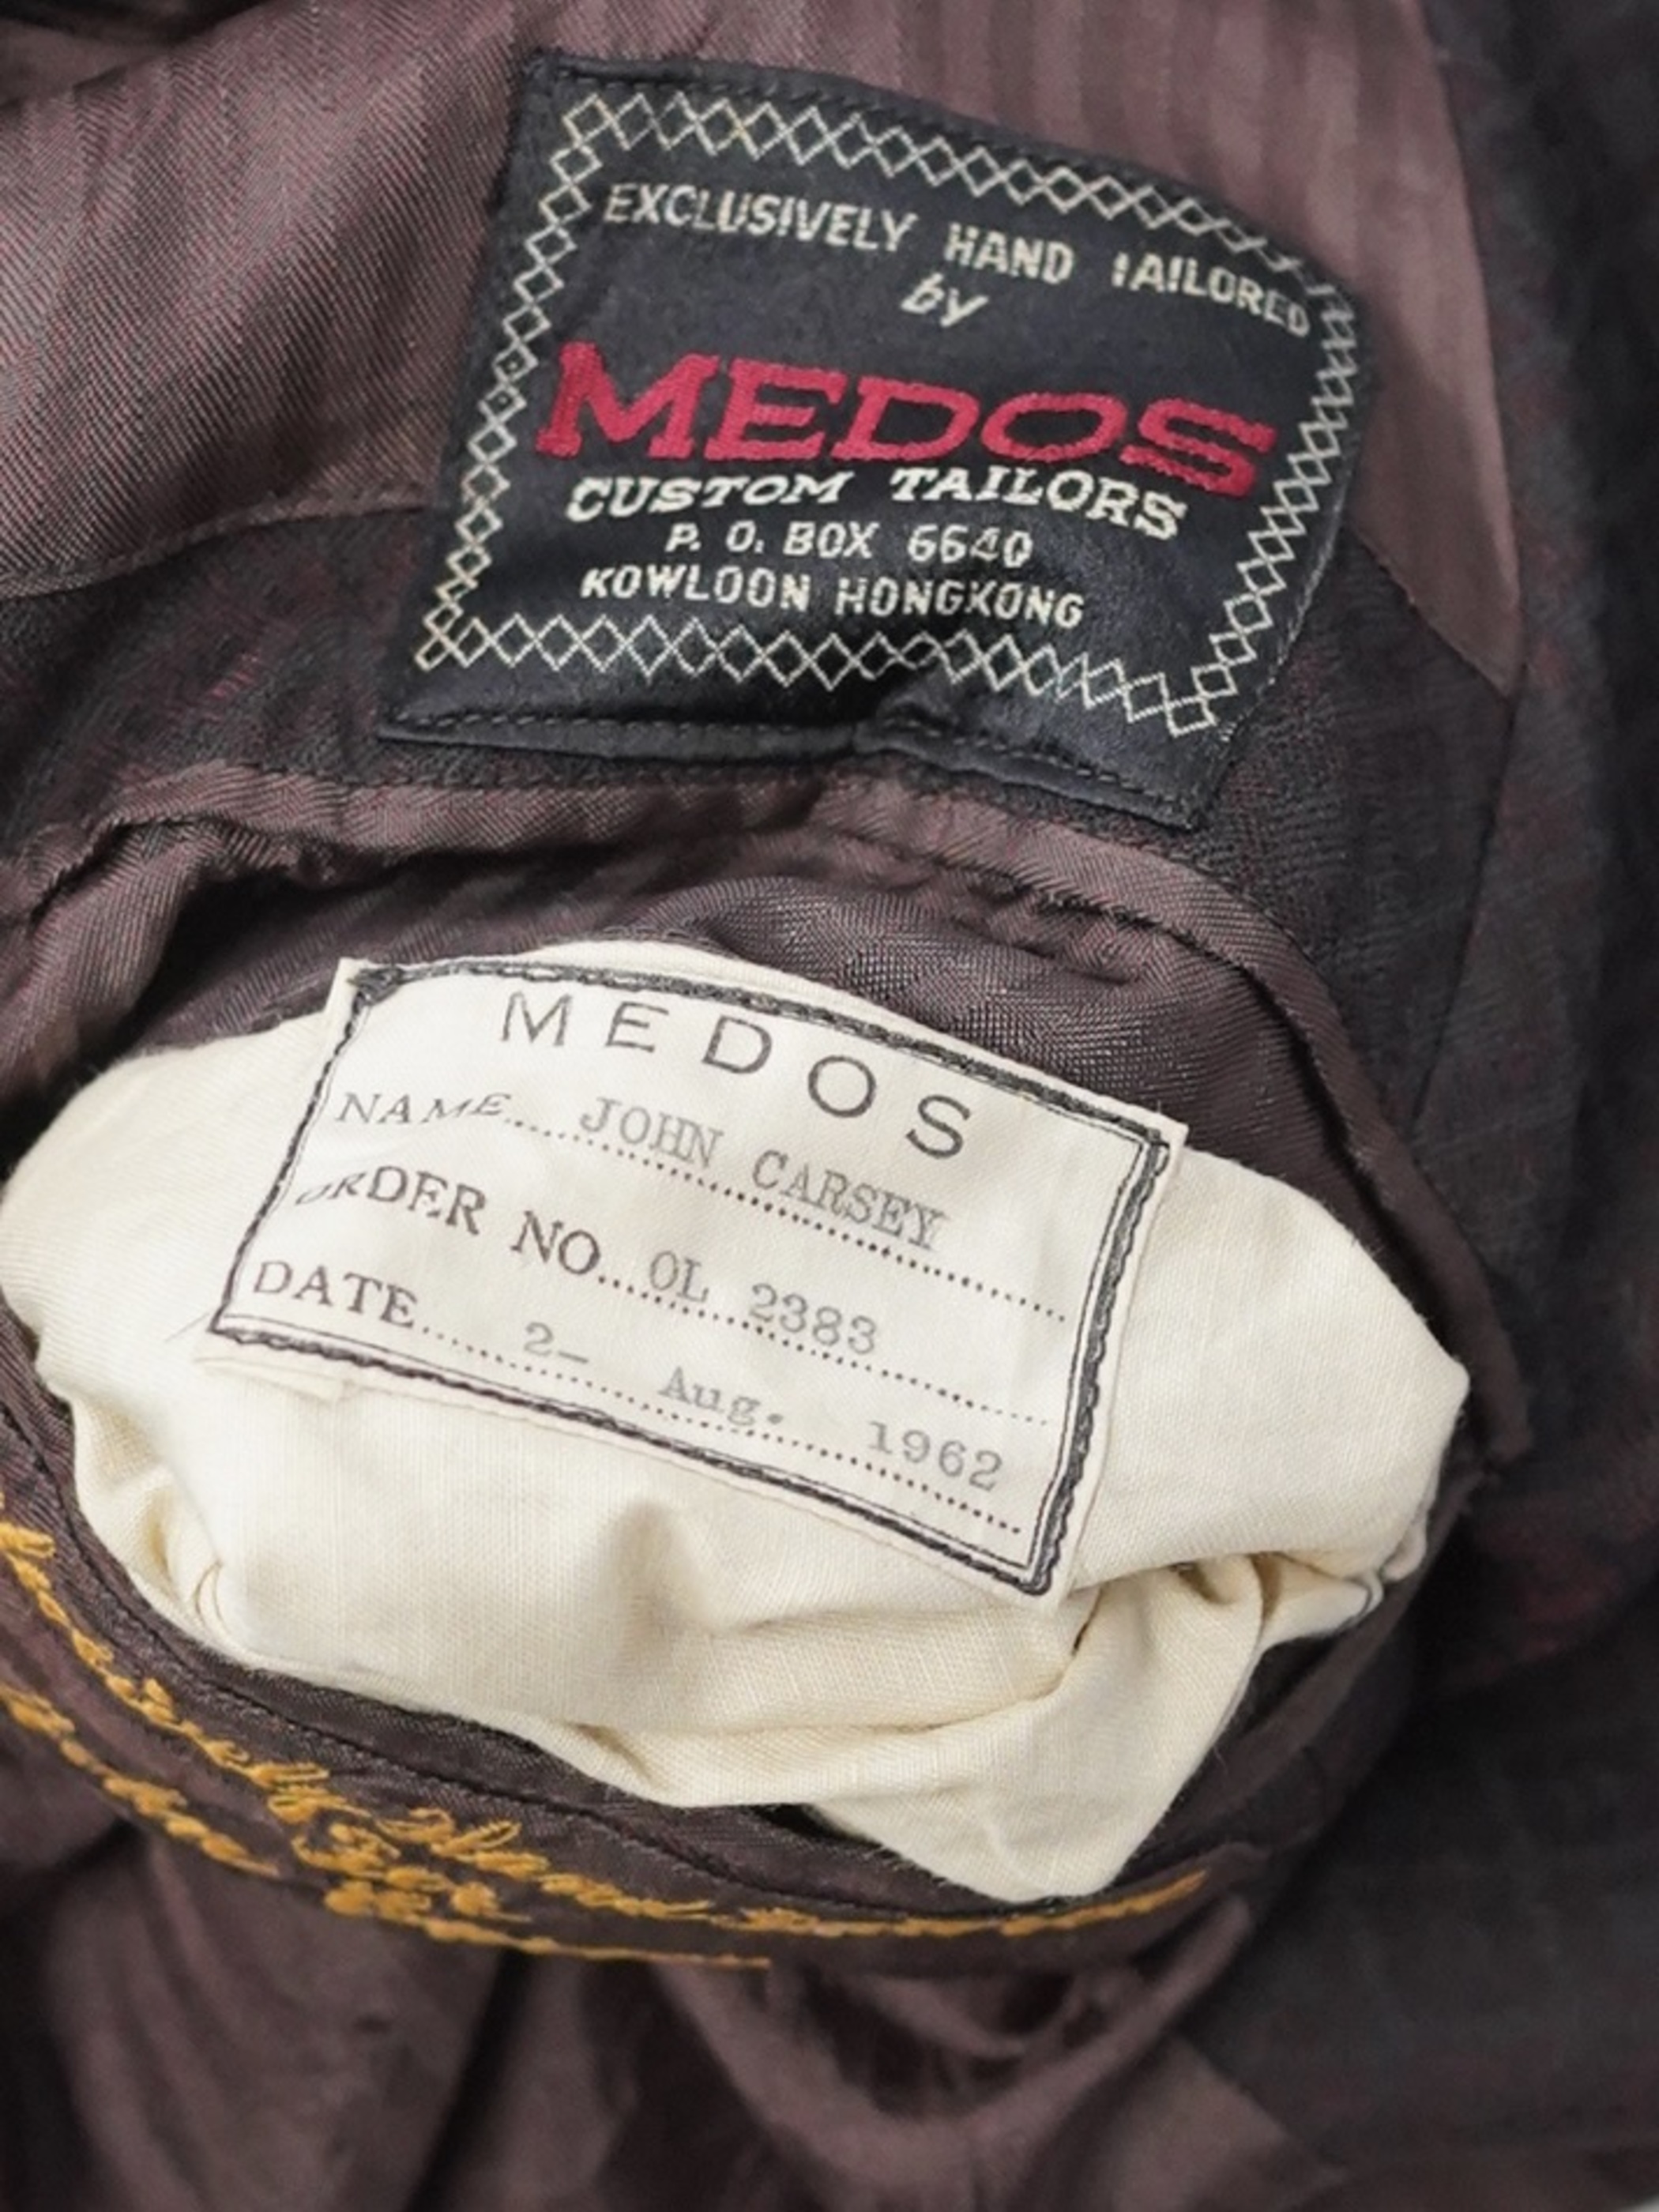 EXCLUSIVELY HAND TAILORED
by
MEDOS
CUSTOM TAILORS
P. O. BOX 6640
KOWLOON HONGKONG
MEDOS
NAME... JOHN CARSEY
ORDER NO... OL 2383
DATE... 2- Aug. 1962